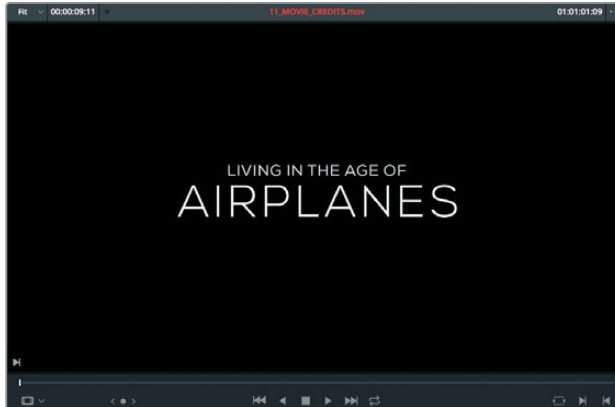 Fit 00:00:09:11 11_MOVIE_CREDITS.mov 01:01:01:09
LIVING IN THE AGE OF
AIRPLANES